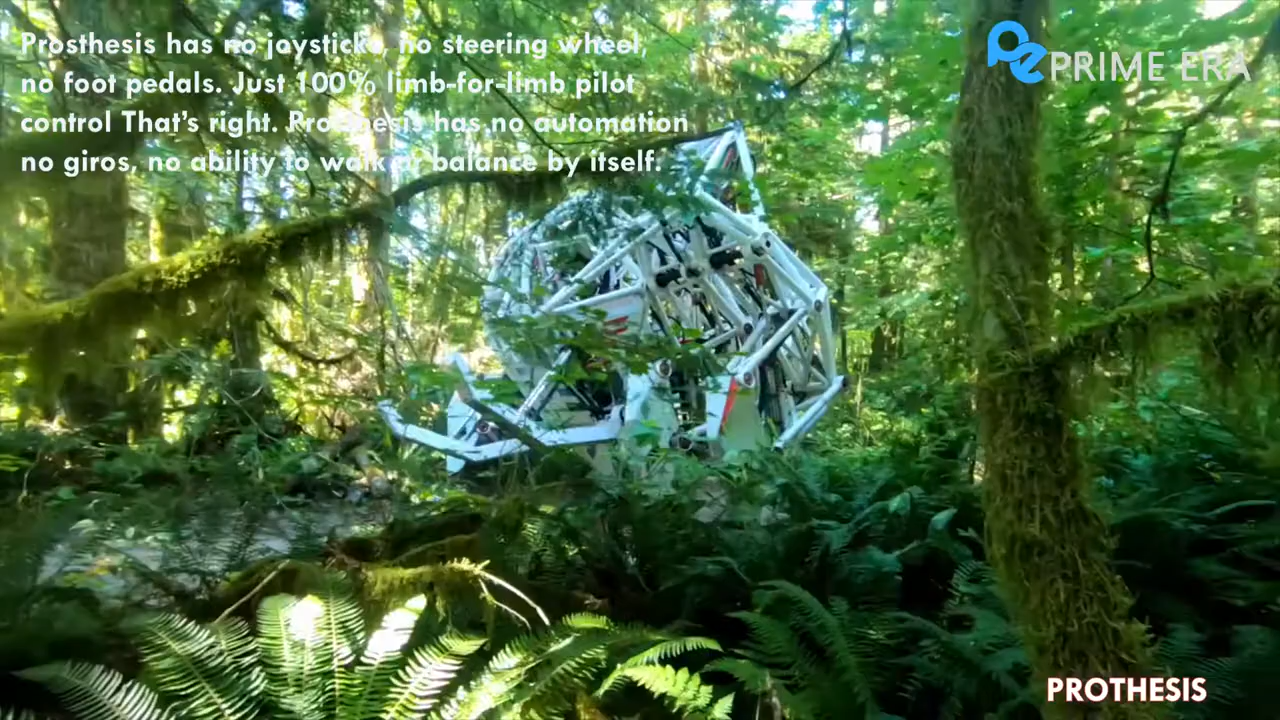 Prosthesis has no joysticks, no steering wheel,
no foot pedals. Just 100% limb-for-limb pilot
control That's right. Prosthesis has no automation
no giros, no ability to walk or balance by itself.
PRIME ERA
PROTHESIS